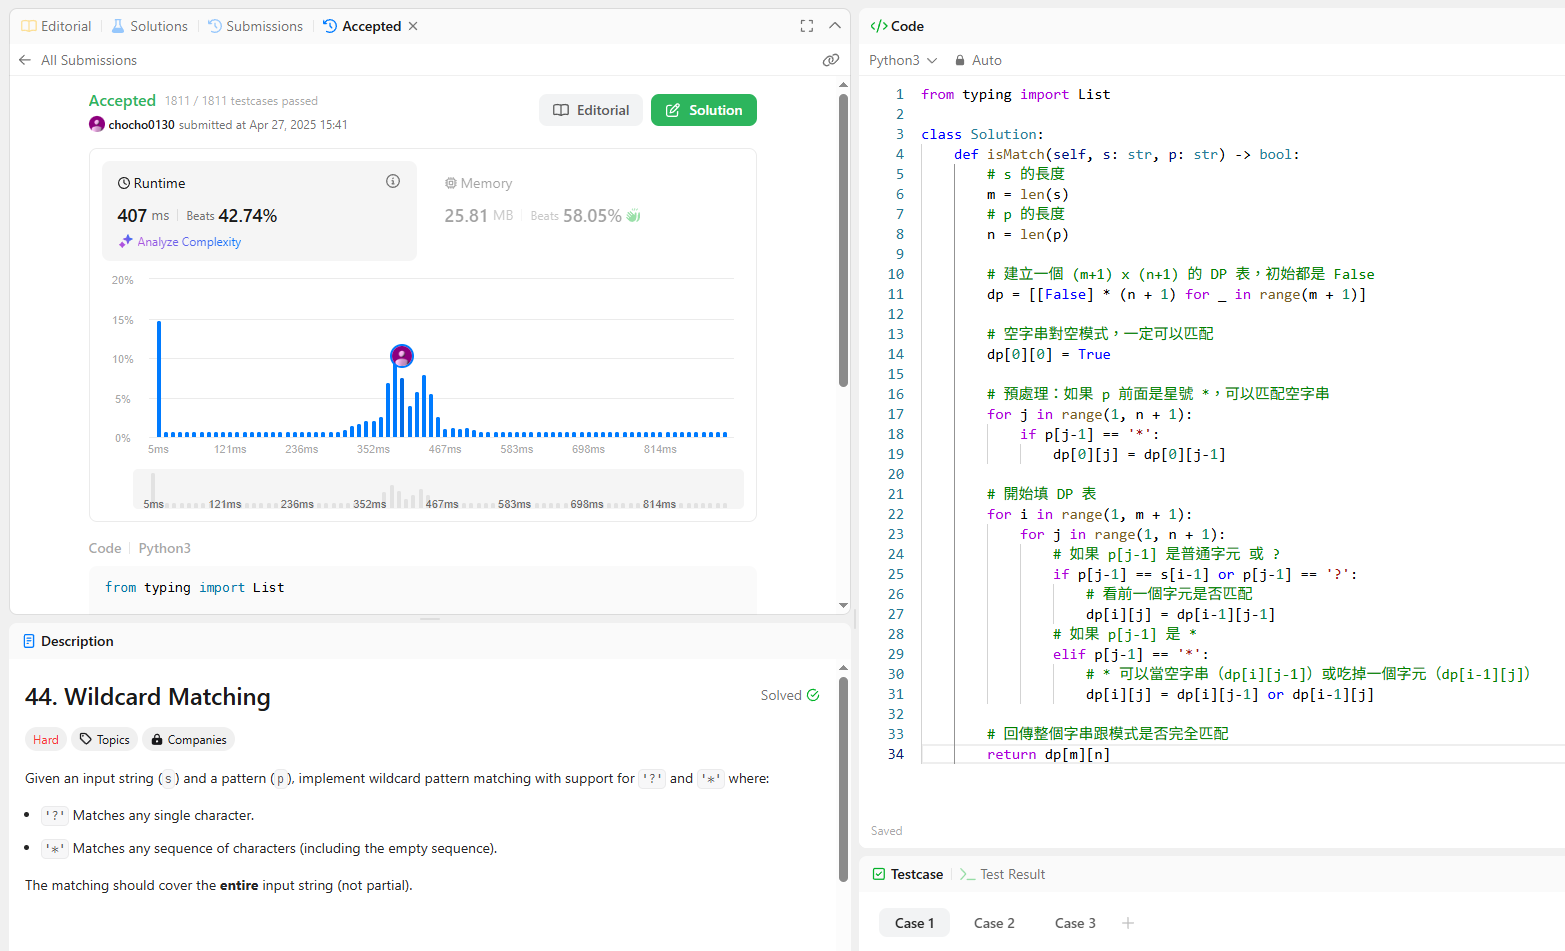 Editorial
Solutions
Submissions
Accepted
All Submissions
Accepted 1811 / 1811 testcases passed
chocho0130 submitted at Apr 27, 2025 15:41
Editorial
Solution
Runtime
407 ms Beats 42.74%
Analyze Complexity
Memory
25.81 MB Beats 58.05%
20%
15%
10%
5%
0%
5ms 121ms 236ms 352ms 467ms 583ms 698ms 814ms
5ms 121ms 236ms 352ms 467ms 583ms 698ms 814ms
Code Python3
from typing import List
Description
44. Wildcard Matching
Solved
Hard Topics Companies
Given an input string (s) and a pattern (p), implement wildcard pattern matching with support for '?' and '*' where:
• '?' Matches any single character.
• '*' Matches any sequence of characters (including the empty sequence).
The matching should cover the entire input string (not partial).
</> Code
Python3 Auto
1 from typing import List
2
3 class Solution:
4     def isMatch(self, s: str, p: str) -> bool:
5         # s 的長度
6         m = len(s)
7         # p 的長度
8         n = len(p)
9
10         # 建立一個 (m+1) x (n+1) 的 DP 表，初始都是 False
11         dp = [[False] * (n + 1) for _ in range(m + 1)]
12
13         # 空字串對空模式，一定可以匹配
14         dp[0][0] = True
15
16         # 預處理：如果 p 前面是星號 *，可以匹配空字串
17         for j in range(1, n + 1):
18             if p[j-1] == '*':
19                 dp[0][j] = dp[0][j-1]
20
21         # 開始填 DP 表
22         for i in range(1, m + 1):
23             for j in range(1, n + 1):
24                 # 如果 p[j-1] 是普通字元 或 ?
25                 if p[j-1] == s[i-1] or p[j-1] == '?':
26                     # 看前一個字元是否匹配
27                     dp[i][j] = dp[i-1][j-1]
28                 # 如果 p[j-1] 是 *
29                 elif p[j-1] == '*':
30                     # * 可以當空字串（dp[i][j-1]）或吃掉一個字元（dp[i-1][j]）
31                     dp[i][j] = dp[i][j-1] or dp[i-1][j]
32
33         # 回傳整個字串跟模式是否完全匹配
34         return dp[m][n]
Saved
Testcase
>_ Test Result
Case 1 Case 2 Case 3 +